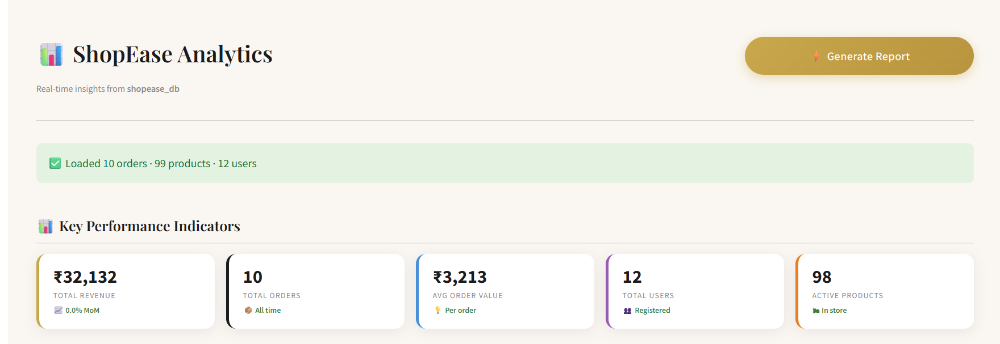 ShopEase Analytics
Generate Report
Real-time insights from shopease_db
Loaded 10 orders · 99 products · 12 users
Key Performance Indicators
₹32,132
TOTAL REVENUE
0.0% MoM
10
TOTAL ORDERS
All time
₹3,213
AVG ORDER VALUE
Per order
12
TOTAL USERS
Registered
98
ACTIVE PRODUCTS
In store